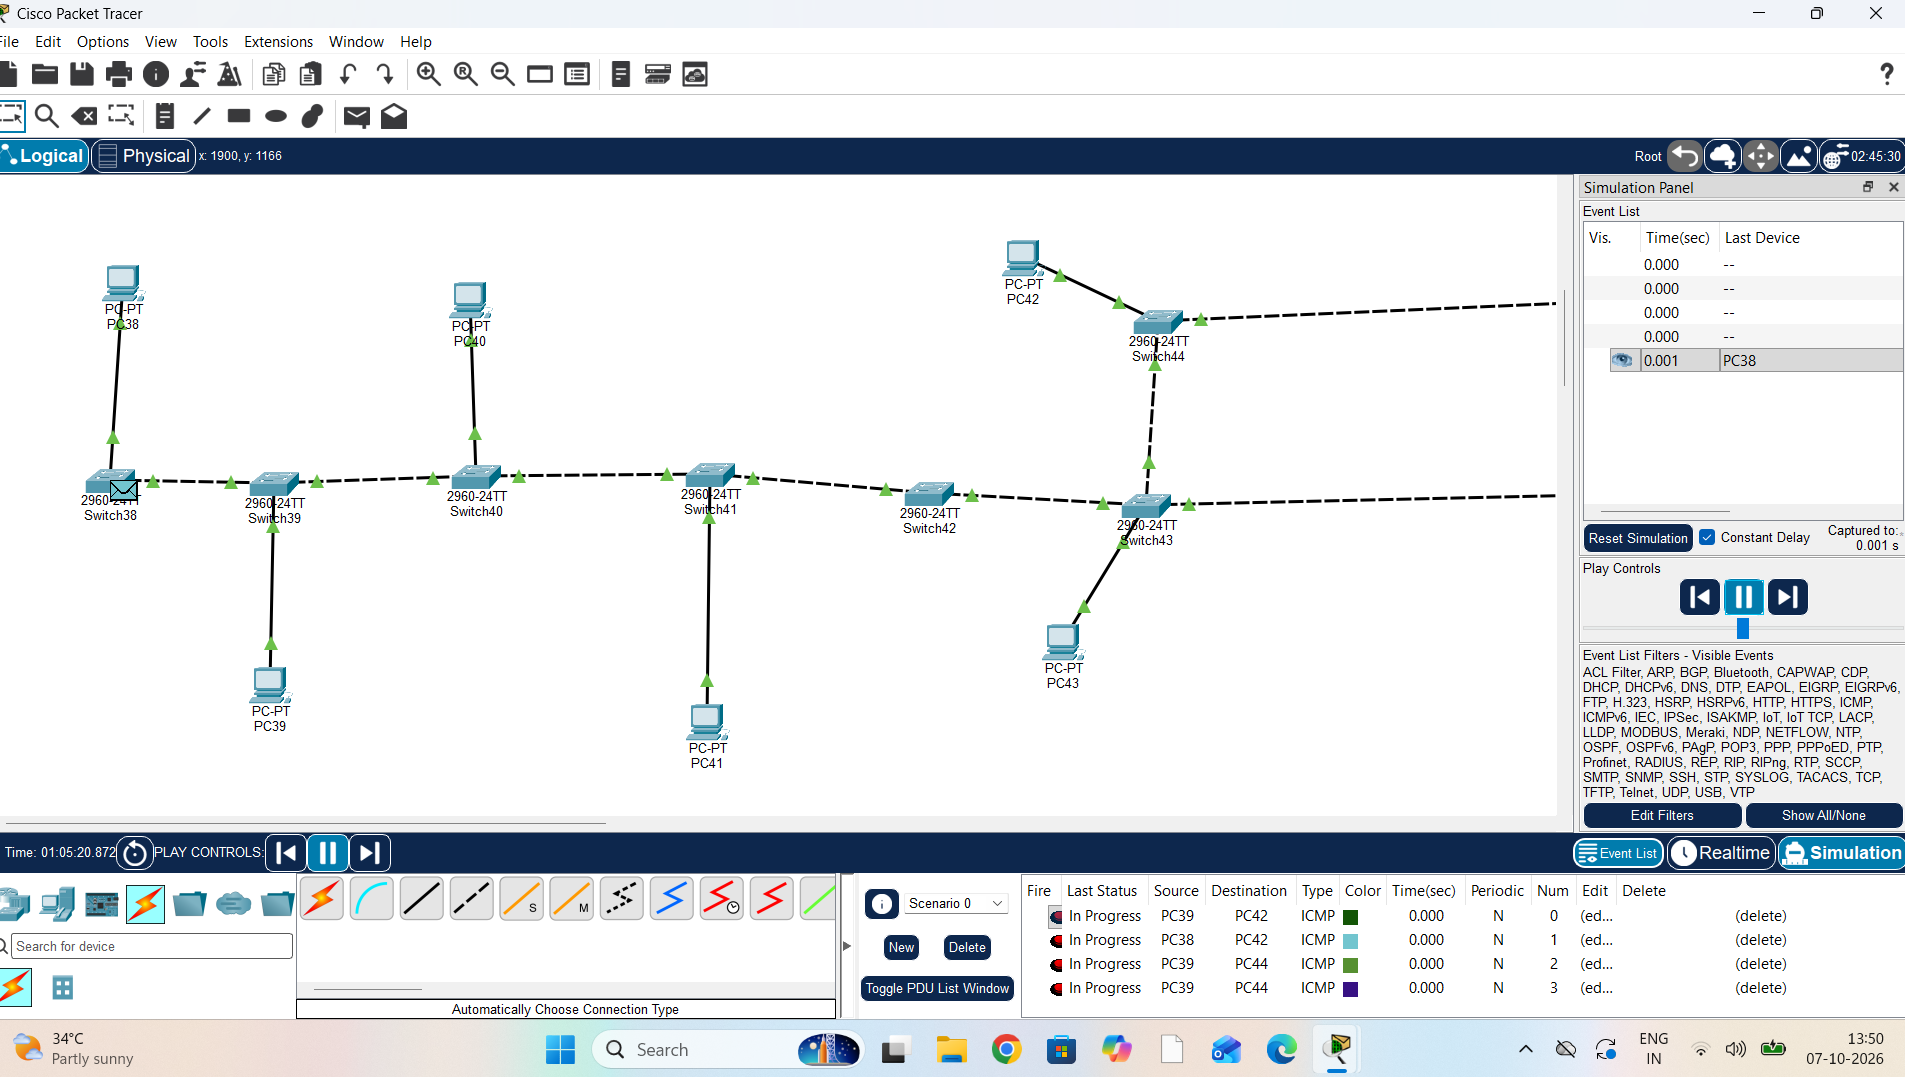 Cisco Packet Tracer
ile Edit Options View Tools Extensions Window Help
?
Logical Physical x: 1900, y: 1166
Root 02:45:30
Simulation Panel
Event List
Vis. Time(sec) Last Device
0.000 --
0.000 --
0.000 --
0.000 --
0.001 PC38
Reset Simulation Constant Delay Captured to:
0.001 s
Play Controls
Event List Filters - Visible Events
ACL Filter, ARP, BGP, Bluetooth, CAPWAP, CDP,
DHCP, DHCPv6, DNS, DTP, EAPOL, EIGRP, EIGRPv6,
FTP, H.323, HSRP, HSRPv6, HTTP, HTTPS, ICMP,
ICMPv6, IEC, IPSec, ISAKMP, IoT, IoT TCP, LACP,
LLDP, MODBUS, Meraki, NDP, NETFLOW, NTP,
OSPF, OSPFv6, PAgP, POP3, PPP, PPPoED, PTP,
Profinet, RADIUS, REP, RIP, RIPng, RTP, SCCP,
SMTP, SNMP, SSH, STP, SYSLOG, TACACS, TCP,
TFTP, Telnet, UDP, USB, VTP
Edit Filters Show All/None
PC-PT
PC38
PC-PT
PC40
PC-PT
PC42
2960-24TT
Switch44
2960-24TT
Switch38
2960-24TT
Switch39
2960-24TT
Switch40
2960-24TT
Switch41
2960-24TT
Switch42
2960-24TT
Switch43
PC-PT
PC39
PC-PT
PC41
PC-PT
PC43
Time: 01:05:20.872 PLAY CONTROLS:
Event List Realtime Simulation
Search for device
S M
Automatically Choose Connection Type
Scenario 0
New Delete
Toggle PDU List Window
Fire Last Status Source Destination Type Color Time(sec) Periodic Num Edit Delete
In Progress PC39 PC42 ICMP 0.000 N 0 (ed... (delete)
In Progress PC38 PC42 ICMP 0.000 N 1 (ed... (delete)
In Progress PC39 PC44 ICMP 0.000 N 2 (ed... (delete)
In Progress PC39 PC44 ICMP 0.000 N 3 (ed... (delete)
34°C
Partly sunny
Search
ENG
IN
13:50
07-10-2026